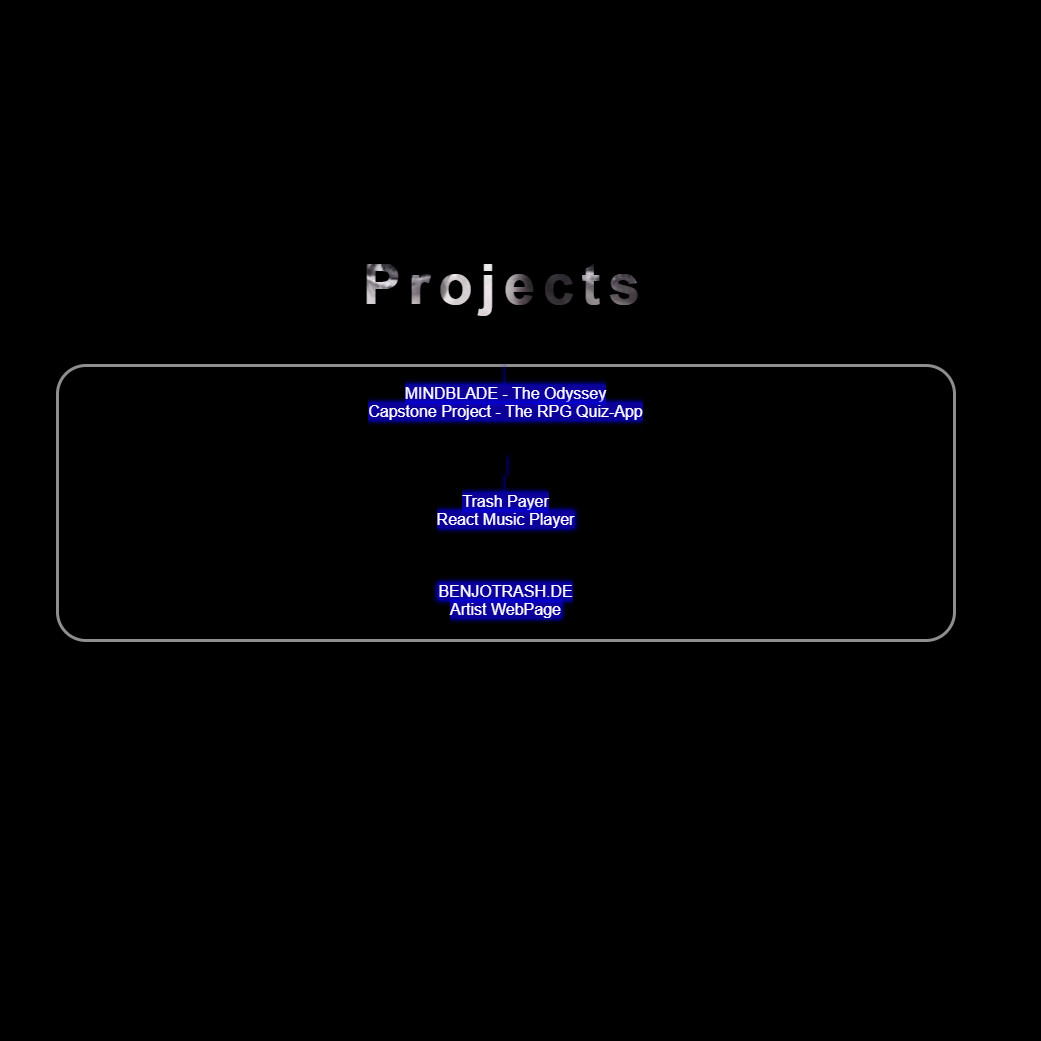 Projects
MINDBLADE - The Odyssey
Capstone Project - The RPG Quiz-App
Trash Payer
React Music Player
BENJOTRASH.DE
Artist WebPage